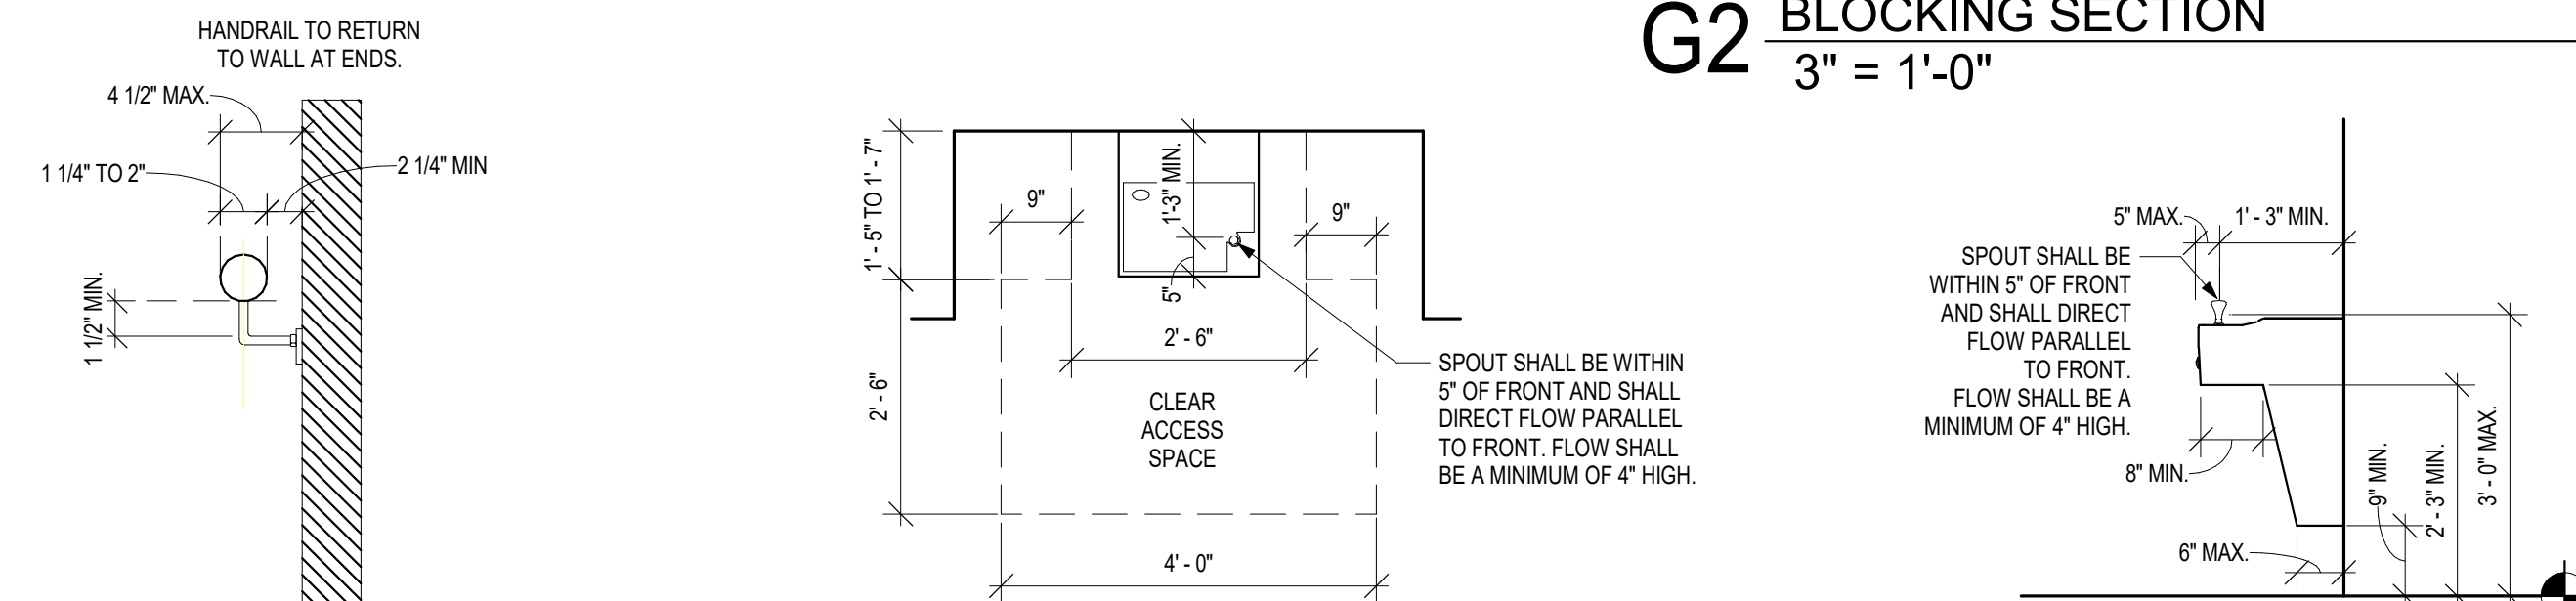 HANDRAIL TO RETURN
TO WALL AT ENDS.
4 1/2" MAX.
1 1/4" TO 2"
2 1/4" MIN
1 1/2" MIN.
G2
BLOCKING SECTION
3" = 1'-0"
1' - 5" TO 1' - 7"
9"
1'-3" MIN.
9"
5"
2' - 6"
2' - 6"
CLEAR
ACCESS
SPACE
4' - 0"
SPOUT SHALL BE WITHIN
5" OF FRONT AND SHALL
DIRECT FLOW PARALLEL
TO FRONT. FLOW SHALL
BE A MINIMUM OF 4" HIGH.
5" MAX.
1' - 3" MIN.
SPOUT SHALL BE
WITHIN 5" OF FRONT
AND SHALL DIRECT
FLOW PARALLEL
TO FRONT.
FLOW SHALL BE A
MINIMUM OF 4" HIGH.
8" MIN.
6" MAX.
9" MIN.
2' - 3" MIN.
3' - 0" MAX.